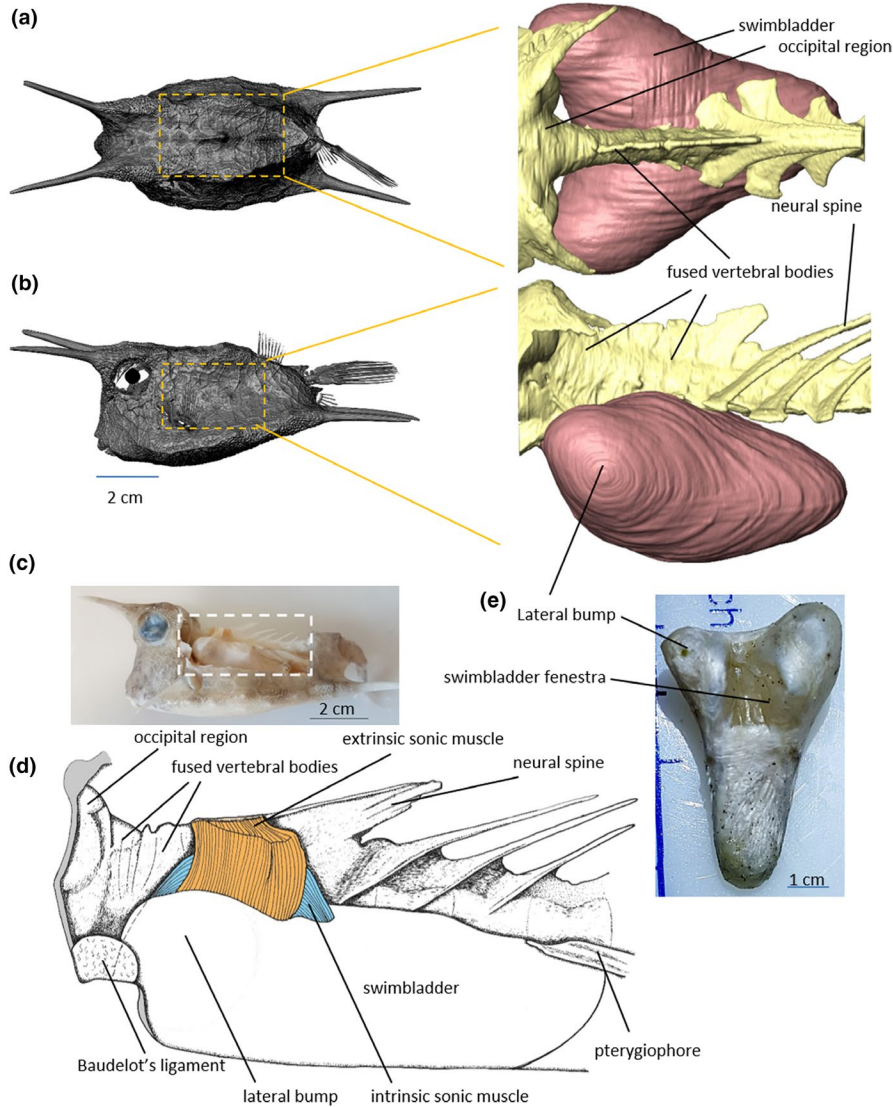 (a)
swimbladder
occipital region
neural spine
(b)
fused vertebral bodies
2 cm
(c)
(e)
Lateral bump
ch
swimbladder fenestra
2 cm
occipital region
extrinsic sonic muscle
(d)
fused vertebral bodies
neural spine
1 cm
swimbladder
pterygiophore
Baudelot's ligament
lateral bump
intrinsic sonic muscle